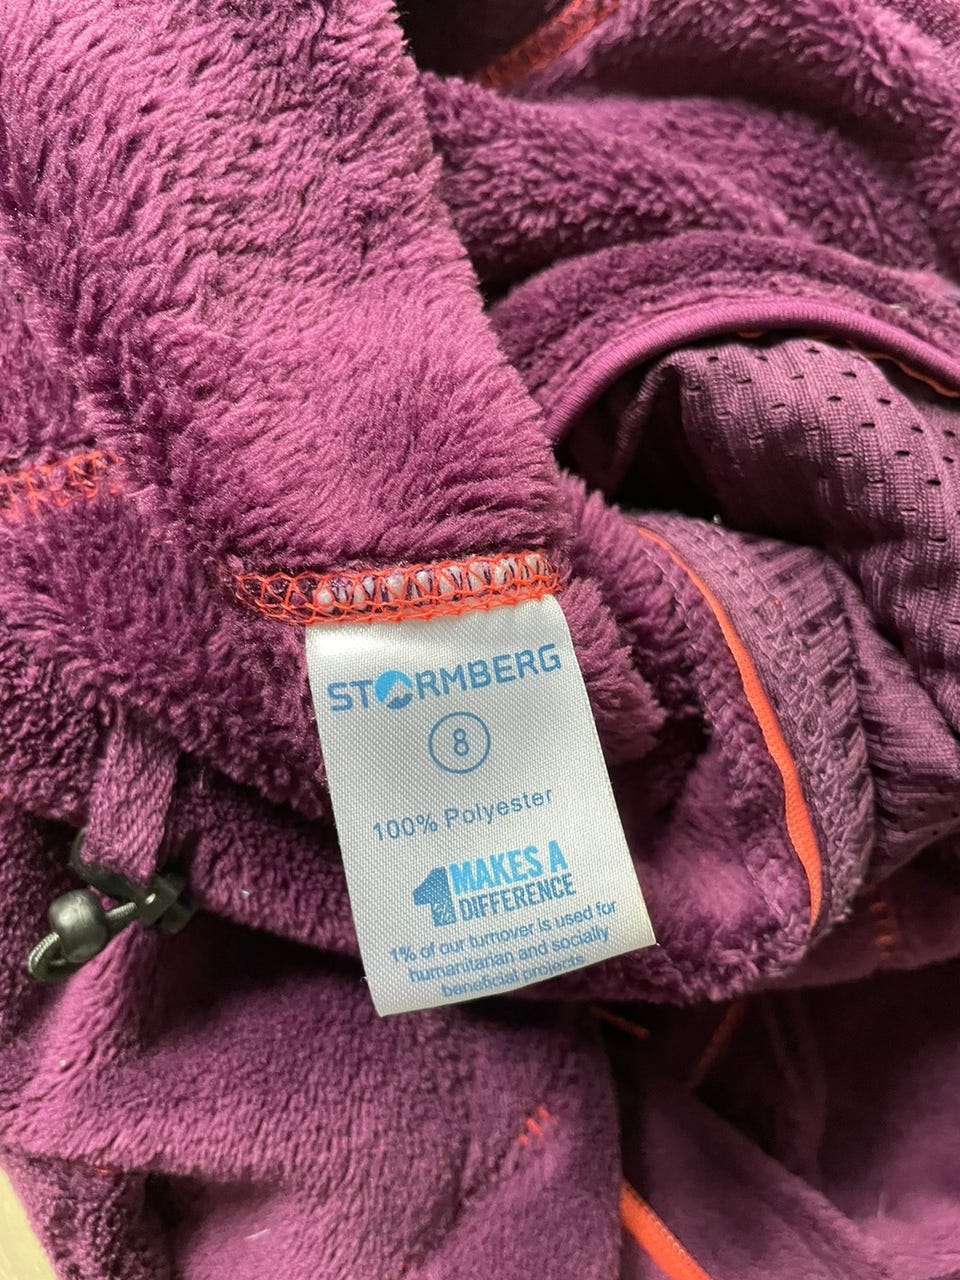 STORMBERG
8
100% Polyester
1 MAKES A
DIFFERENCE
1% of our turnover is used for
humanitarian and socially
beneficial projects